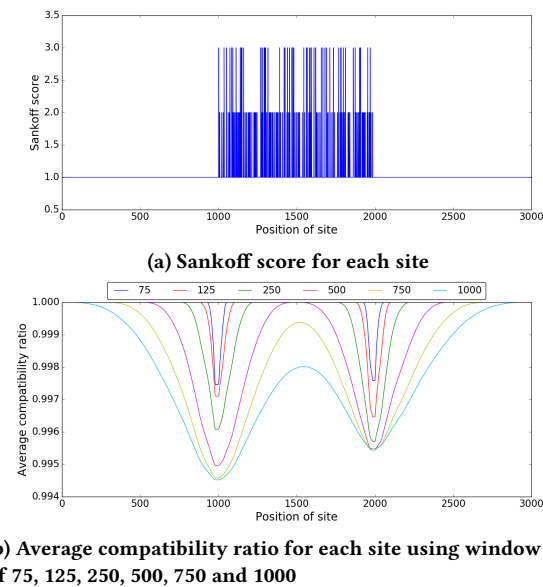 3.5
3.0
2.5
2.0
1.5
1.0
0.5
Sankoff score
0 500 1000 1500 2000 2500 3000
Position of site
(a) Sankoff score for each site
75 125 250 500 750 1000
1.000
0.999
0.998
0.997
0.996
0.995
0.994
Average compatibility ratio
0 500 1000 1500 2000 2500 3000
Position of site
) Average compatibility ratio for each site using window
f 75, 125, 250, 500, 750 and 1000